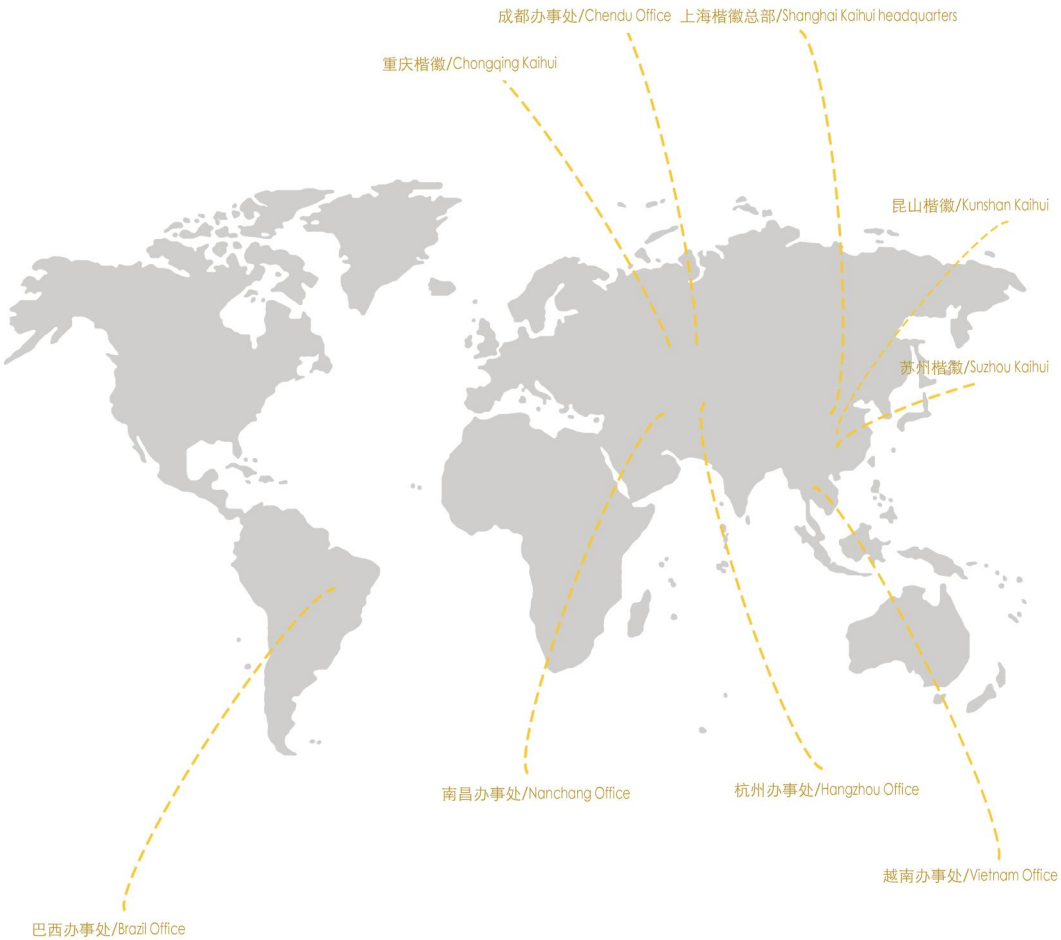 成都办事处/Chendu Office
上海楷徽总部/Shanghai Kaihui headquarters
重庆楷徽/Chongqing Kaihui
昆山楷徽/Kunshan Kaihui
苏州楷徽/Suzhou Kaihui
南昌办事处/Nanchang Office
杭州办事处/Hangzhou Office
越南办事处/Vietnam Office
巴西办事处/Brazil Office